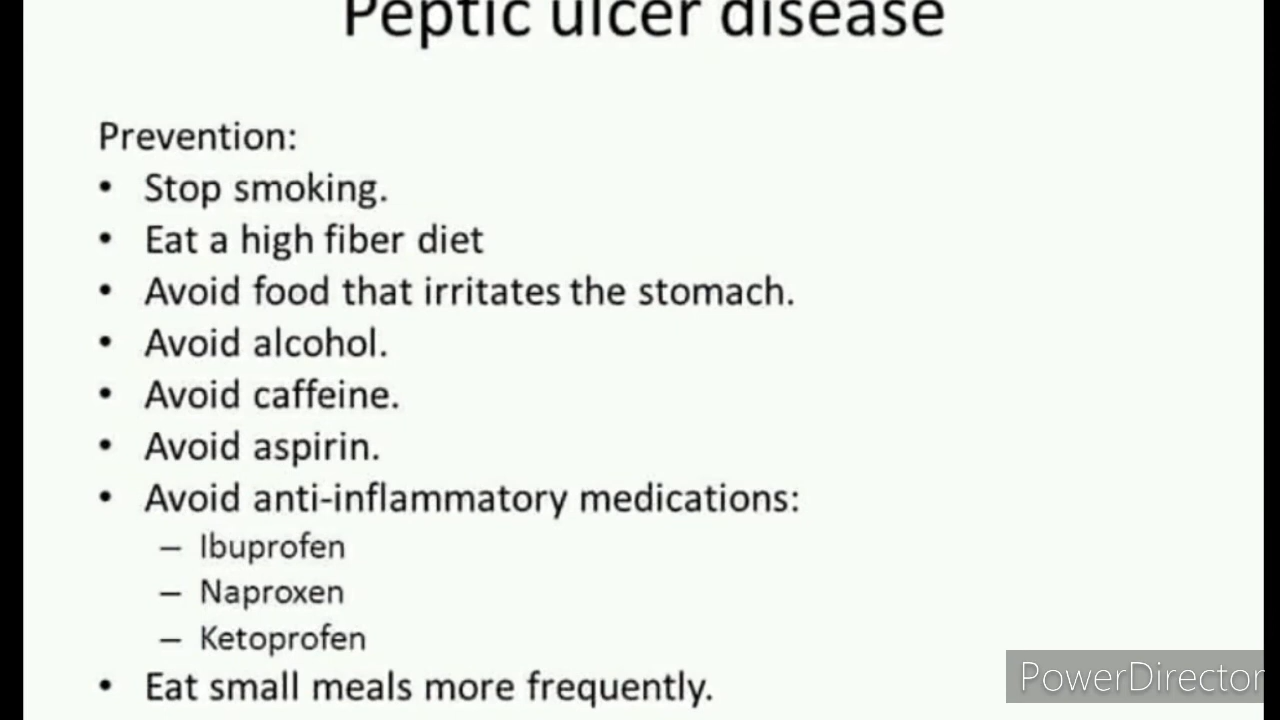 Peptic ulcer disease
Prevention:
• Stop smoking.
• Eat a high fiber diet
• Avoid food that irritates the stomach.
• Avoid alcohol.
• Avoid caffeine.
• Avoid aspirin.
• Avoid anti-inflammatory medications:
– Ibuprofen
– Naproxen
– Ketoprofen
• Eat small meals more frequently.
PowerDirector